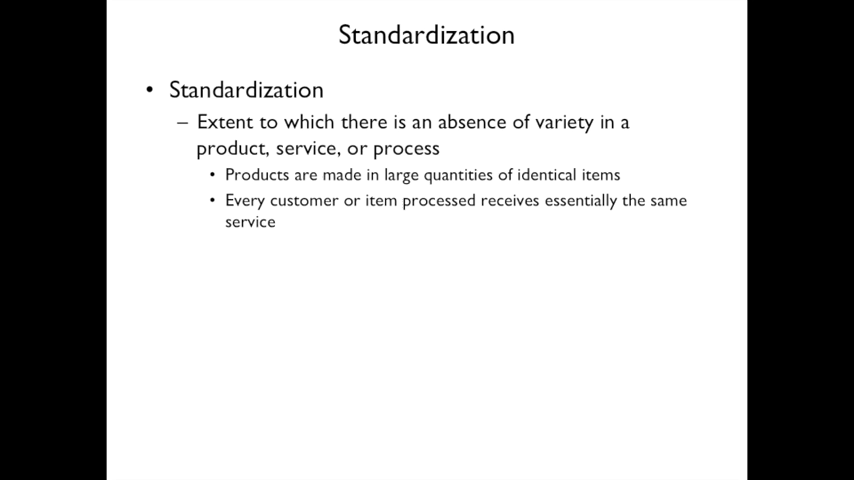 Standardization
• Standardization
– Extent to which there is an absence of variety in a
product, service, or process
• Products are made in large quantities of identical items
• Every customer or item processed receives essentially the same
service